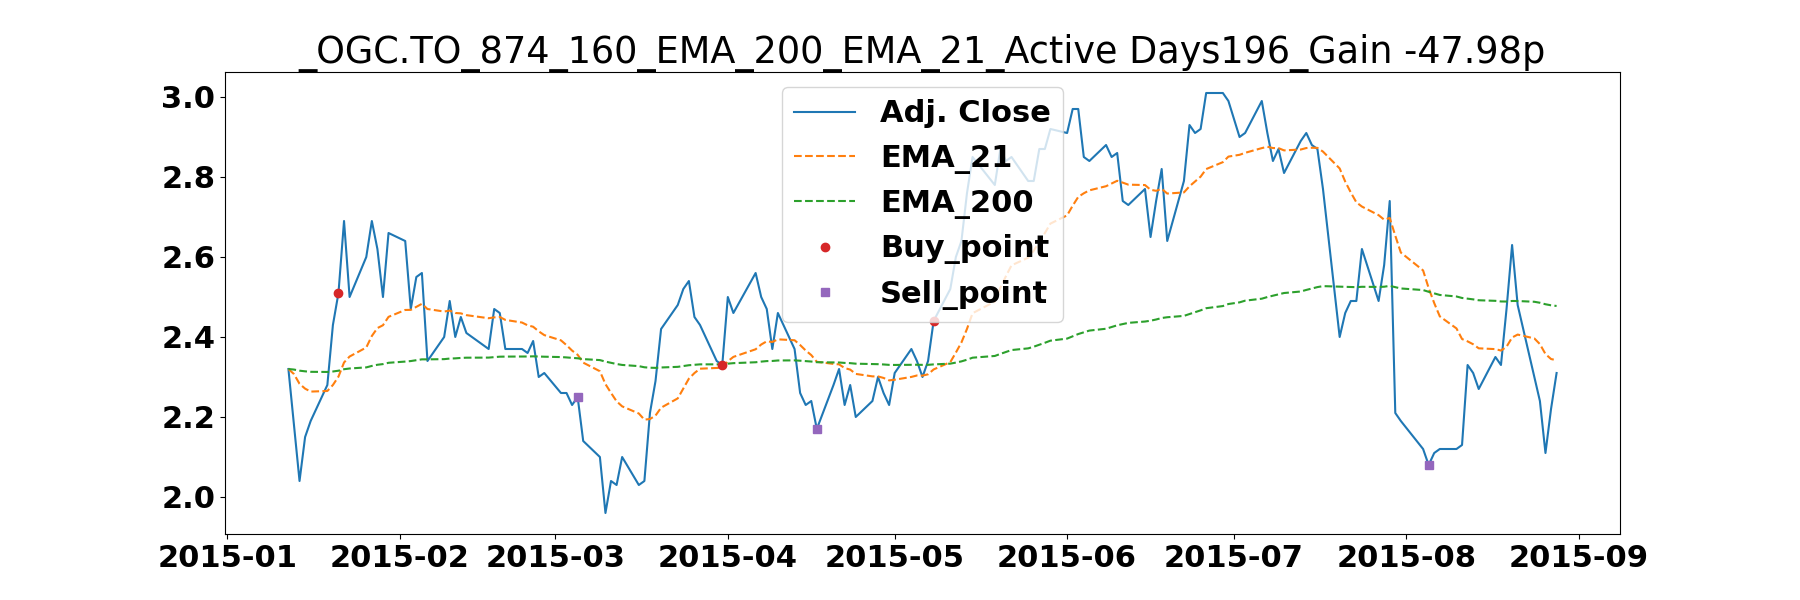 _OGC.TO_874_160_EMA_200_EMA_21_Active Days196_Gain -47.98p
3.0
2.8
2.6
2.4
2.2
2.0
Adj. Close
EMA_21
EMA_200
Buy_point
Sell_point
2015-01 2015-02 2015-03 2015-04 2015-05 2015-06 2015-07 2015-08 2015-09